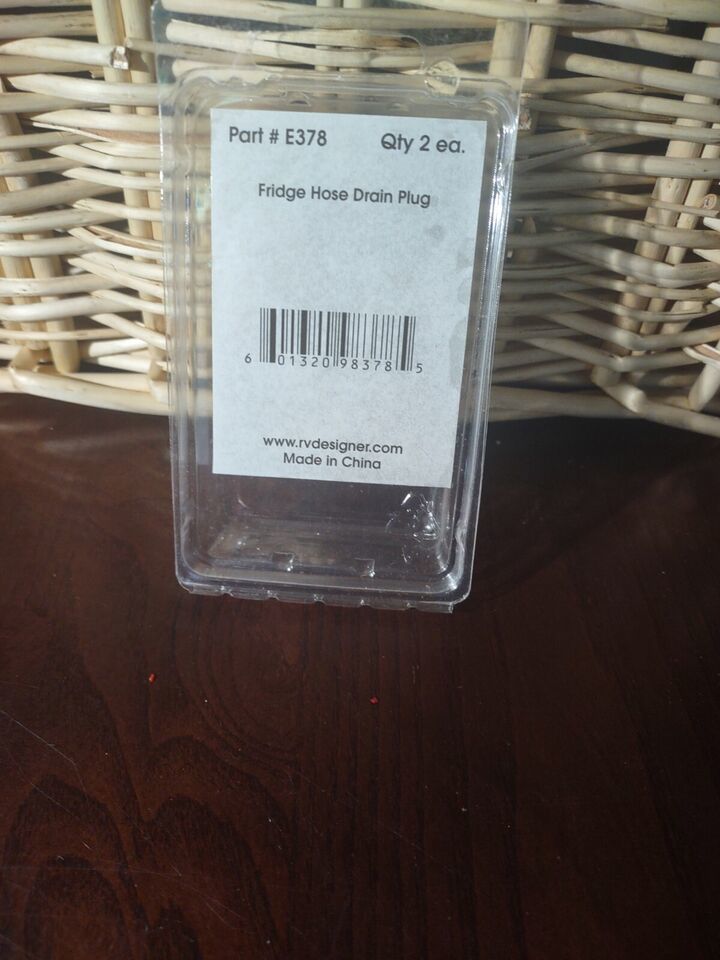 Part # E378 Qty 2 ea.
Fridge Hose Drain Plug
6 01320 98378 5
www.rvdesigner.com
Made in China